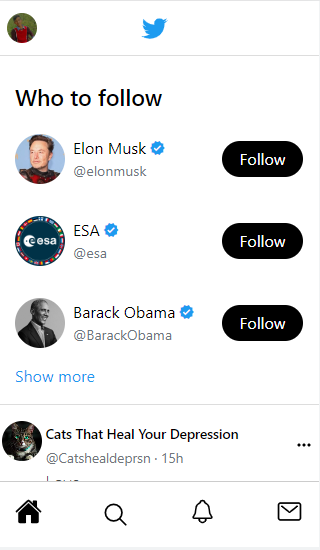 Who to follow
Elon Musk
@elonmusk
Follow
esa
ESA
@esa
Follow
Barack Obama
@BarackObama
Follow
Show more
Cats That Heal Your Depression
@Catshealdeprsn · 15h